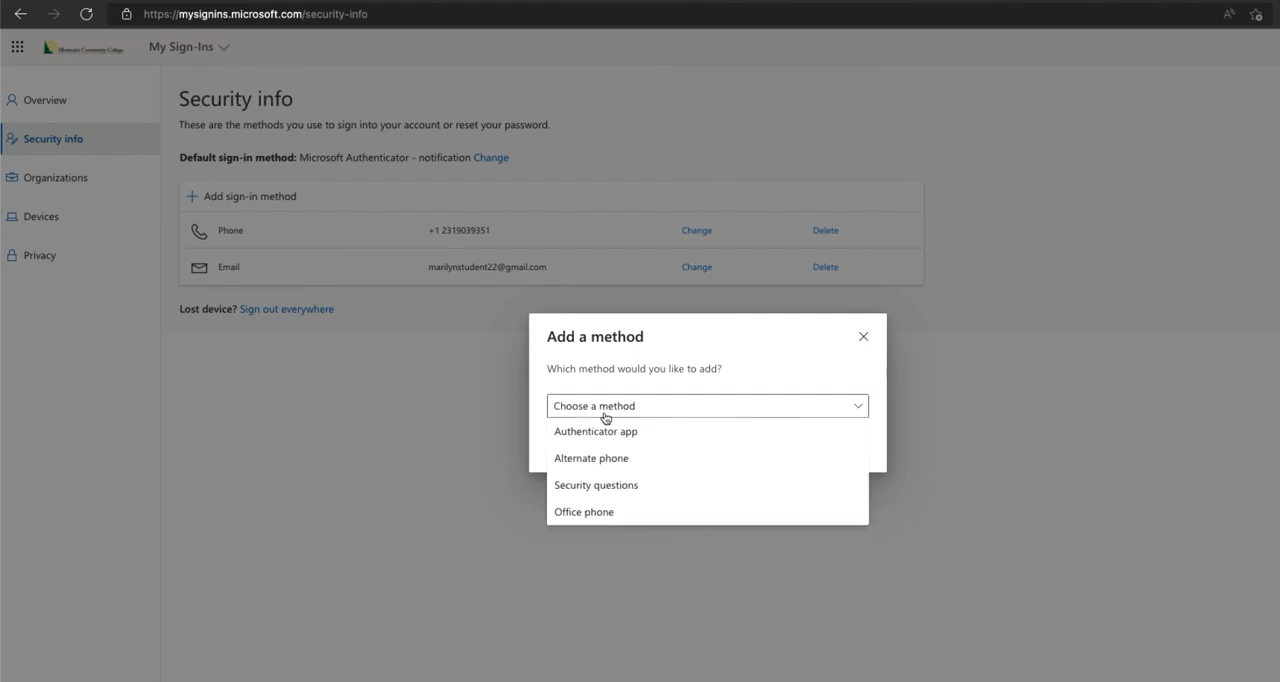 https://mysignins.microsoft.com/security-info
Community College
My Sign-Ins
Overview
Security info
Organizations
Devices
Privacy
Security info
These are the methods you use to sign into your account or reset your password.
Default sign-in method: Microsoft Authenticator - notification Change
Add sign-in method
Phone +1 2319039351 Change Delete
Email marilynstudent22@gmail.com Change Delete
Lost device? Sign out everywhere
Add a method
Which method would you like to add?
Choose a method
Authenticator app
Alternate phone
Security questions
Office phone